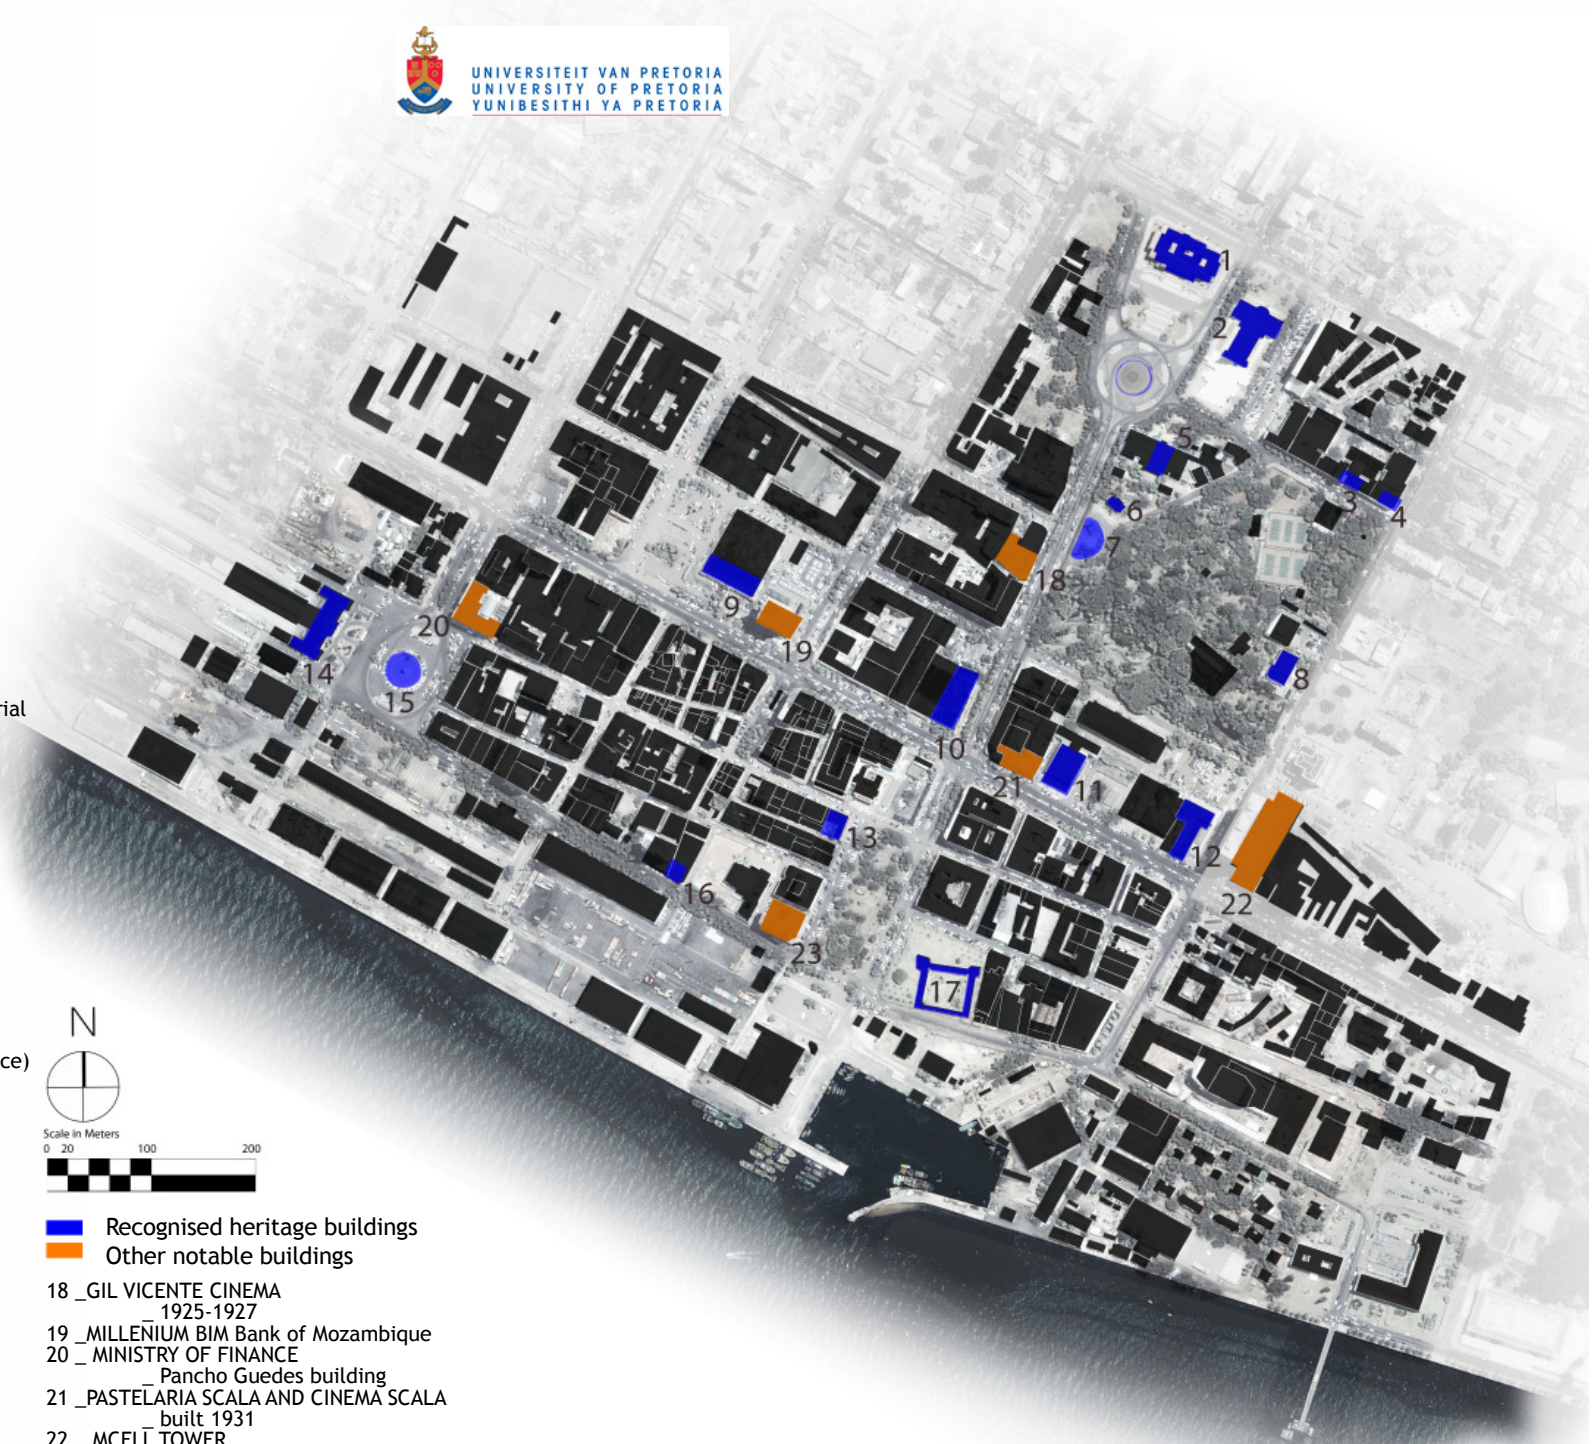 UNIVERSITEIT VAN PRETORIA
UNIVERSITY OF PRETORIA
YUNIBESITHI YA PRETORIA
1
2
5
3
4
6
7
18
9
20
19
8
14
15
10
21
11
13
12
16
22
23
17
rial
N
ce)
Scale in Meters
0 20 100 200
Recognised heritage buildings
Other notable buildings
18 _GIL VICENTE CINEMA
_ 1925-1927
19 _MILLENIUM BIM Bank of Mozambique
20 _ MINISTRY OF FINANCE
_ Pancho Guedes building
21 _PASTELARIA SCALA AND CINEMA SCALA
_ built 1931
22 _ MCELL TOWER